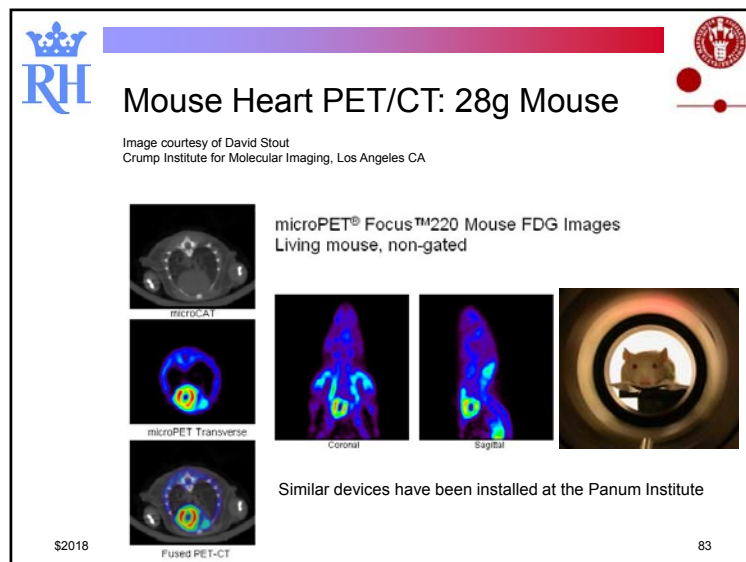 RH
Mouse Heart PET/CT: 28g Mouse
Image courtesy of David Stout
Crump Institute for Molecular Imaging, Los Angeles CA
microPET® Focus™220 Mouse FDG Images
Living mouse, non-gated
microCAT
microPET Transverse
Coronal
Sagittal
Fused PET-CT
Similar devices have been installed at the Panum Institute
$2018
83